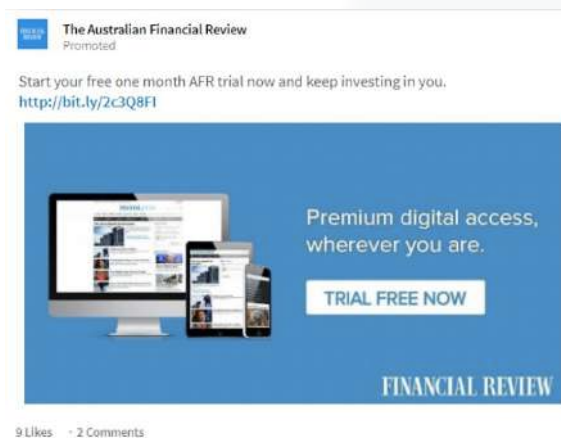 The Australian Financial Review
Promoted
Start your free one month AFR trial now and keep investing in you.
http://bit.ly/2c3Q8FI
Premium digital access,
wherever you are.
TRIAL FREE NOW
FINANCIAL REVIEW
9 Likes · 2 Comments